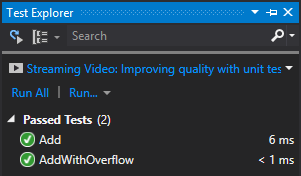 Test Explorer
Search
Streaming Video: Improving quality with unit tes
Run All | Run...
Passed Tests (2)
Add 6 ms
AddWithOverflow < 1 ms